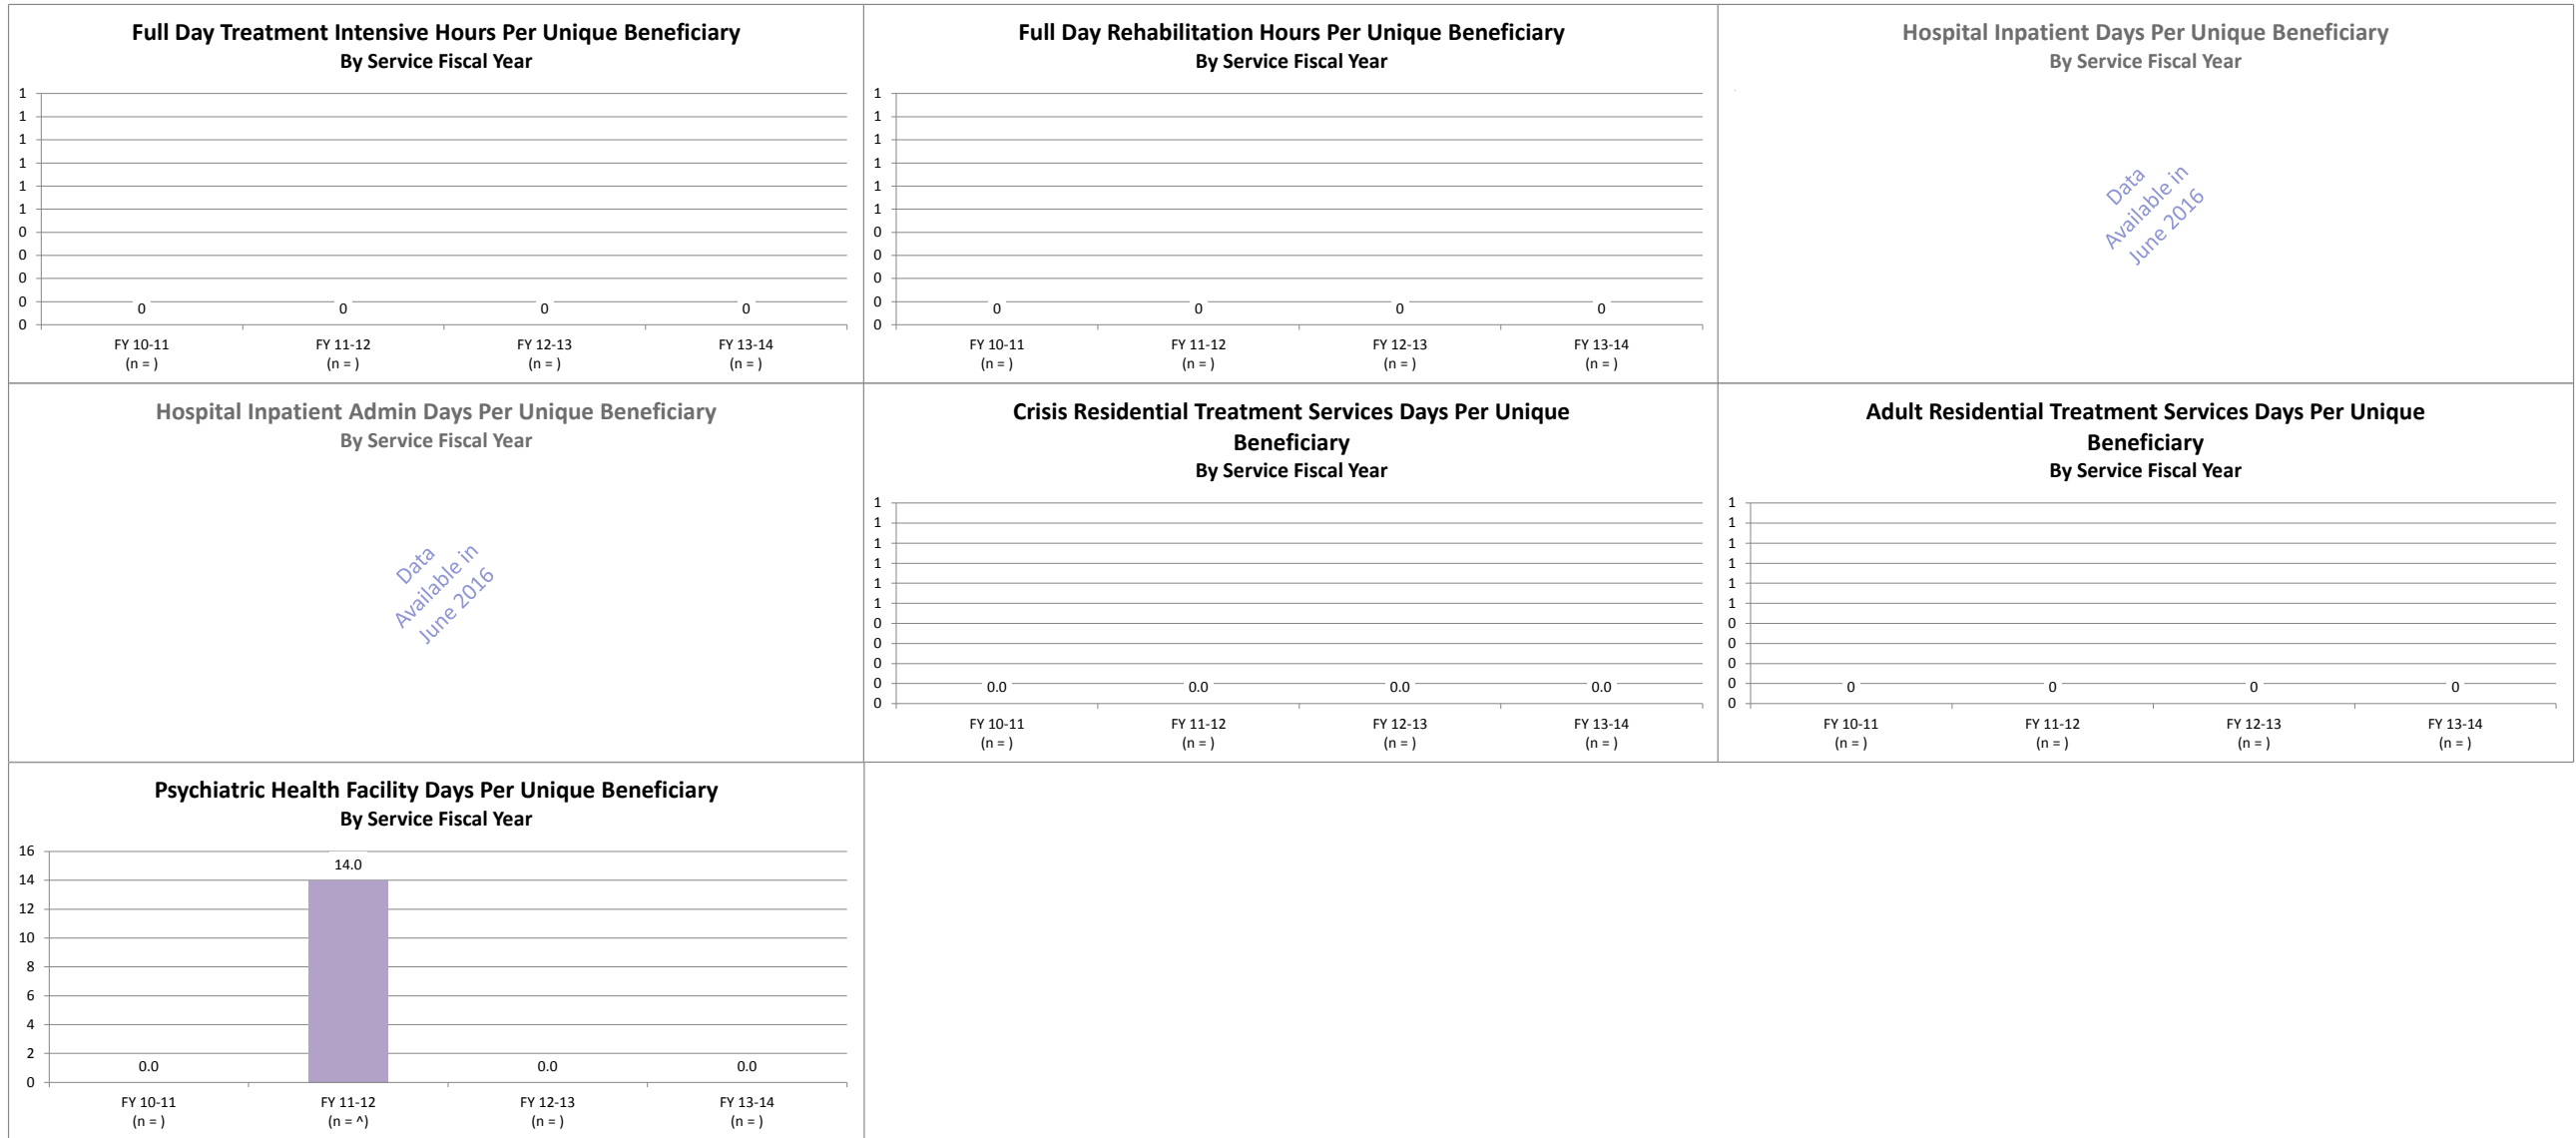 Full Day Treatment Intensive Hours Per Unique Beneficiary
By Service Fiscal Year
1
1
1
1
1
1
0
0
0
0
0
0
0
0
0
FY 10-11
(n = )
FY 11-12
(n = )
FY 12-13
(n = )
FY 13-14
(n = )
Full Day Rehabilitation Hours Per Unique Beneficiary
By Service Fiscal Year
1
1
1
1
1
1
0
0
0
0
0
0
0
0
0
FY 10-11
(n = )
FY 11-12
(n = )
FY 12-13
(n = )
FY 13-14
(n = )
Hospital Inpatient Days Per Unique Beneficiary
By Service Fiscal Year
Data
Available in
June 2016
Hospital Inpatient Admin Days Per Unique Beneficiary
By Service Fiscal Year
Data
Available in
June 2016
Crisis Residential Treatment Services Days Per Unique
Beneficiary
By Service Fiscal Year
1
1
1
1
1
1
0
0
0
0
0
0.0
0.0
0.0
0.0
FY 10-11
(n = )
FY 11-12
(n = )
FY 12-13
(n = )
FY 13-14
(n = )
Adult Residential Treatment Services Days Per Unique
Beneficiary
By Service Fiscal Year
1
1
1
1
1
1
0
0
0
0
0
0
0
0
0
FY 10-11
(n = )
FY 11-12
(n = )
FY 12-13
(n = )
FY 13-14
(n = )
Psychiatric Health Facility Days Per Unique Beneficiary
By Service Fiscal Year
16
14
12
10
8
6
4
2
0
0.0
14.0
0.0
0.0
FY 10-11
(n = )
FY 11-12
(n = ^)
FY 12-13
(n = )
FY 13-14
(n = )